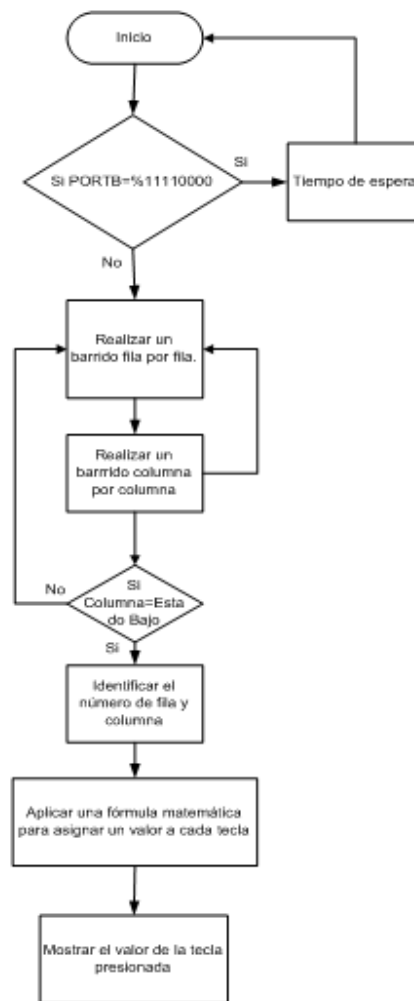 Inicio
Si PORTB=%11110000
Si
Tiempo de espera
No
Realizar un
barrido fila por fila.
Realizar un
barrrido columna
por columna
No
Si
Columna=Esta
do Bajo
Si
Identificar el
número de fila y
columna
Aplicar una fórmula matemática
para asignar un valor a cada tecla
Mostrar el valor de la tecla
presionada